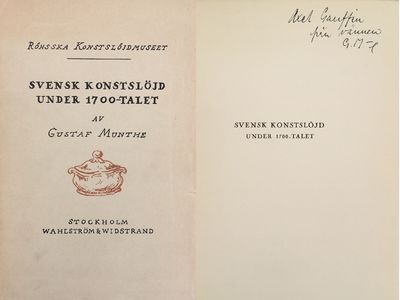 RÖHSSKA KONSTSLÖJDMUSEET
SVENSK KONSTSLÖJD
UNDER 1700-TALET
AV
GUSTAF MUNTHE
STOCKHOLM
WAHLSTRÖM & WIDSTRAND
Axel Gauffin
från vännen
G. M-e
SVENSK KONSTSLÖJD
UNDER 1700-TALET